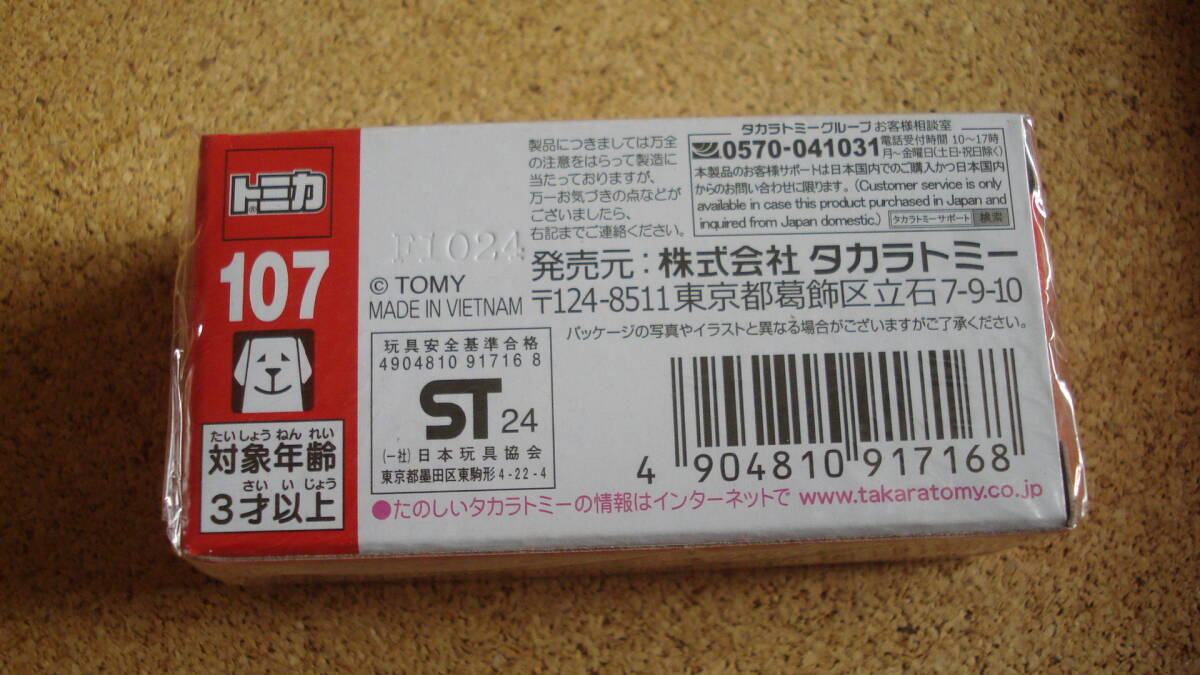 トミカ
®
107
たいしょう ねん れい
対象年齢
さい い じょう
3才以上
製品につきましては万全
の注意をはらって製造に
当たっておりますが、
万一お気づきの点などが
ございましたら、
右記までご連絡ください。
タカラトミーグループ お客様相談室
0570-041031 電話受付時間 10〜17時
月〜金曜日(土日・祝日除く)
本製品のお客様サポートは日本国内でのご購入かつ日本国内
からのお問い合わせに限ります。(Customer service is only
available in case this product purchased in Japan and
inquired from Japan domestic.) タカラトミーサポート 検索
F1024
© TOMY
MADE IN VIETNAM
発売元:株式会社 タカラトミー
〒124-8511東京都葛飾区立石7-9-10
パッケージの写真やイラストと異なる場合がございますがご了承ください。
玩具安全基準合格
4904810 91716 8
ST 24
(一社)日本玩具協会
東京都墨田区東駒形4-22-4
4 904810 917168
●たのしいタカラトミーの情報はインターネットで www.takaratomy.co.jp